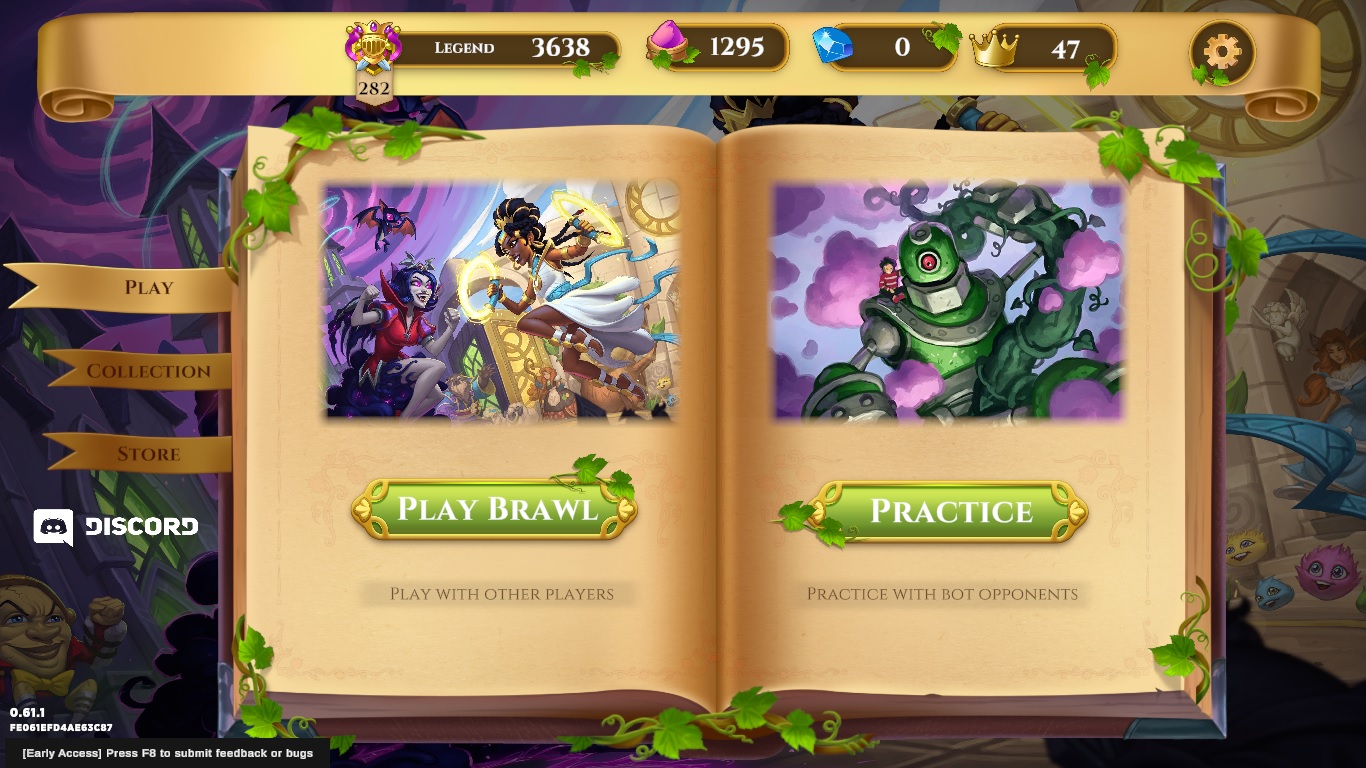 LEGEND 3638
1295
0
47
282
PLAY
COLLECTION
STORE
DISCORD
PLAY BRAWL
PRACTICE
PLAY WITH OTHER PLAYERS
PRACTICE WITH BOT OPPONENTS
0.61.1
FE061EFD4AE63C87
[Early Access] Press F8 to submit feedback or bugs